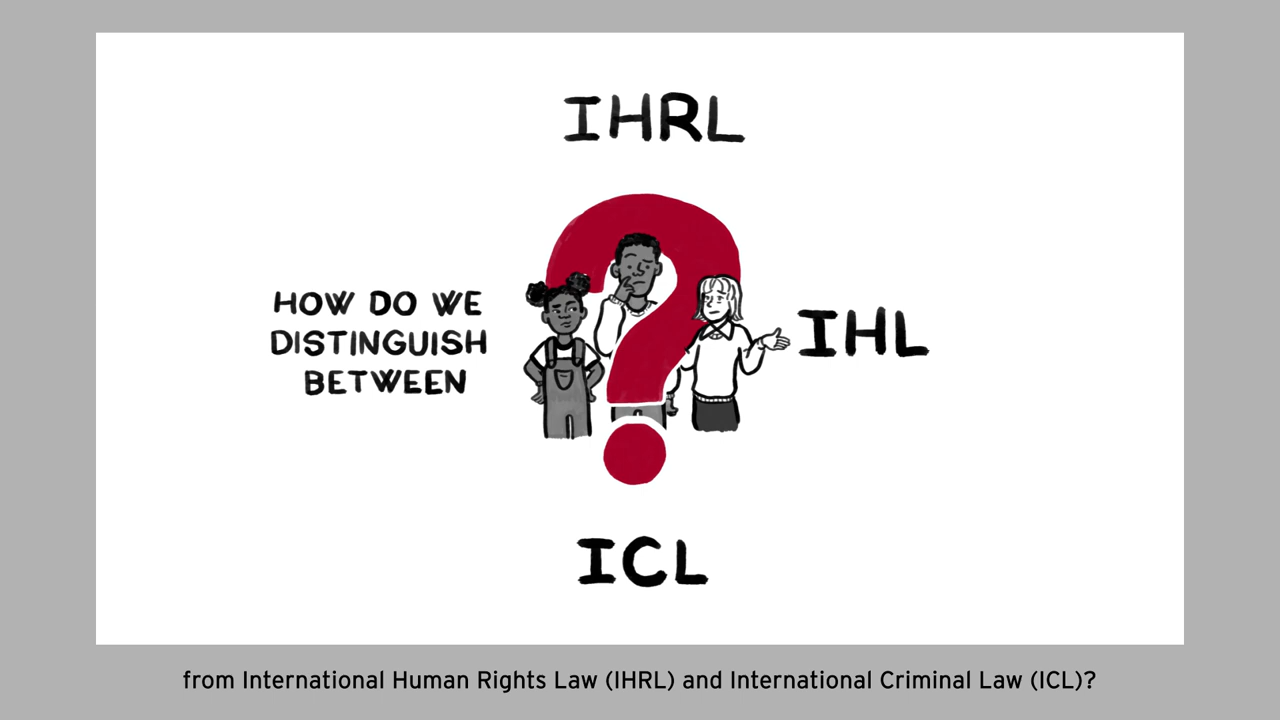 IHRL
HOW DO WE
DISTINGUISH
BETWEEN
IHL
ICL
from International Human Rights Law (IHRL) and International Criminal Law (ICL)?